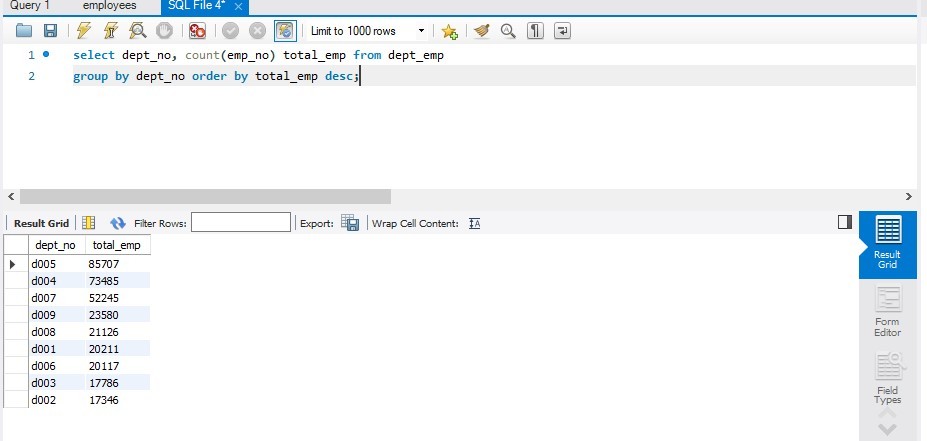 Query 1 employees SQL File 4* ×
Limit to 1000 rows
1 select dept_no, count(emp_no) total_emp from dept_emp
2 group by dept_no order by total_emp desc;
Result Grid Filter Rows: Export: Wrap Cell Content: IA
dept_no total_emp
d005 85707
d004 73485
d007 52245
d009 23580
d008 21126
d001 20211
d006 20117
d003 17786
d002 17346
Result
Grid
Form
Editor
Field
Types